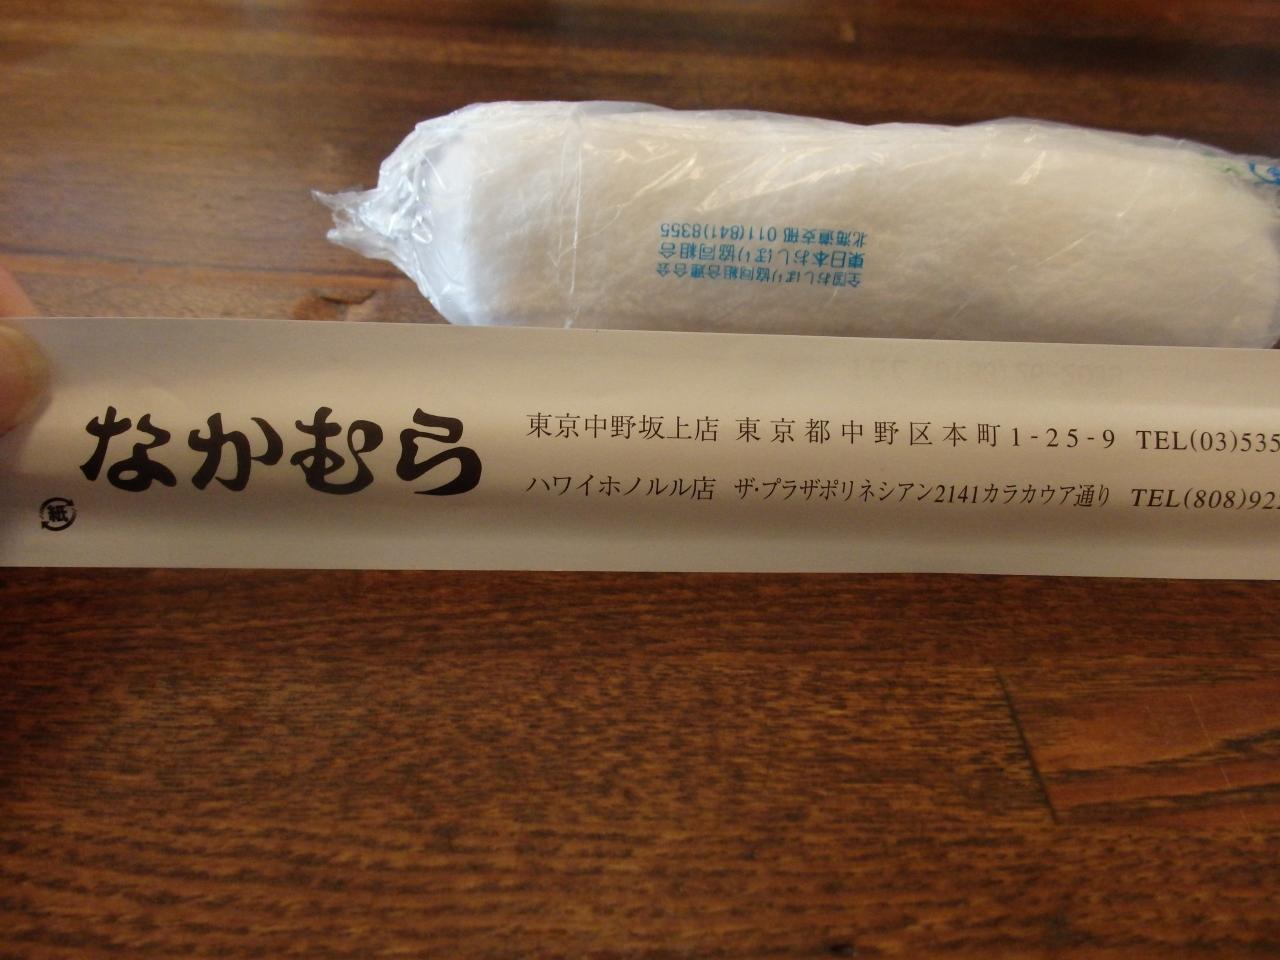 全国おしぼり協同組合連合会
東日本おしぼり協同組合
北海道支部 011(841)8355
なかむら
紙
東京中野坂上店 東京都中野区本町1-25-9 TEL(03)535
ハワイホノルル店 ザ・プラザポリネシアン2141カラカウア通り TEL(808)922